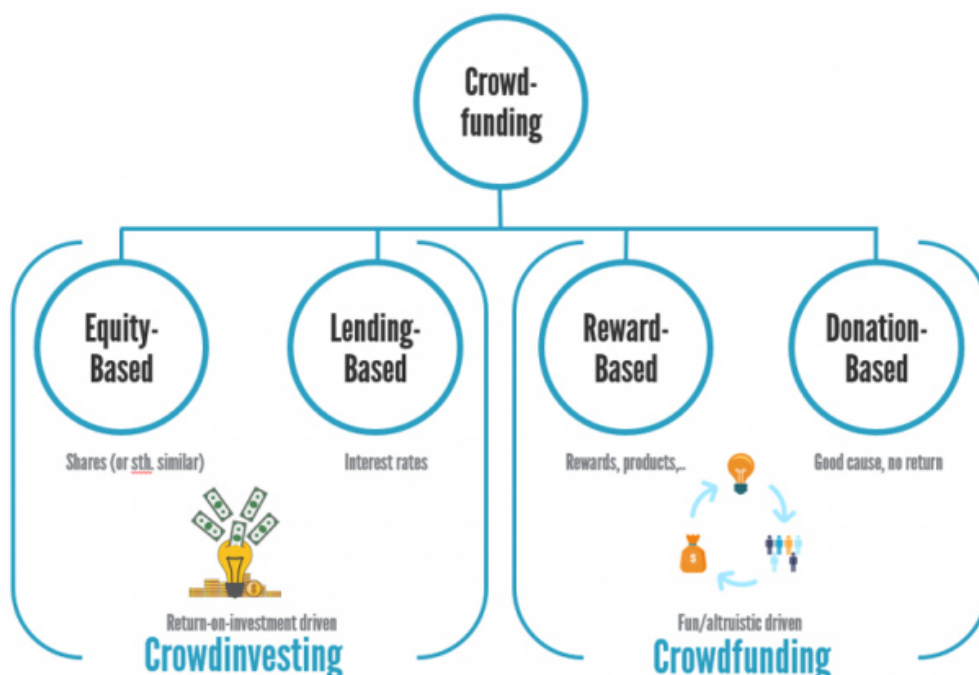 Crowd-
funding
Equity-
Based
Lending-
Based
Reward-
Based
Donation-
Based
Shares (or sth. similar)
Interest rates
Rewards, products,..
Good cause, no return
$
$
Return-on-investment driven
Crowdinvesting
Fun/altruistic driven
Crowdfunding